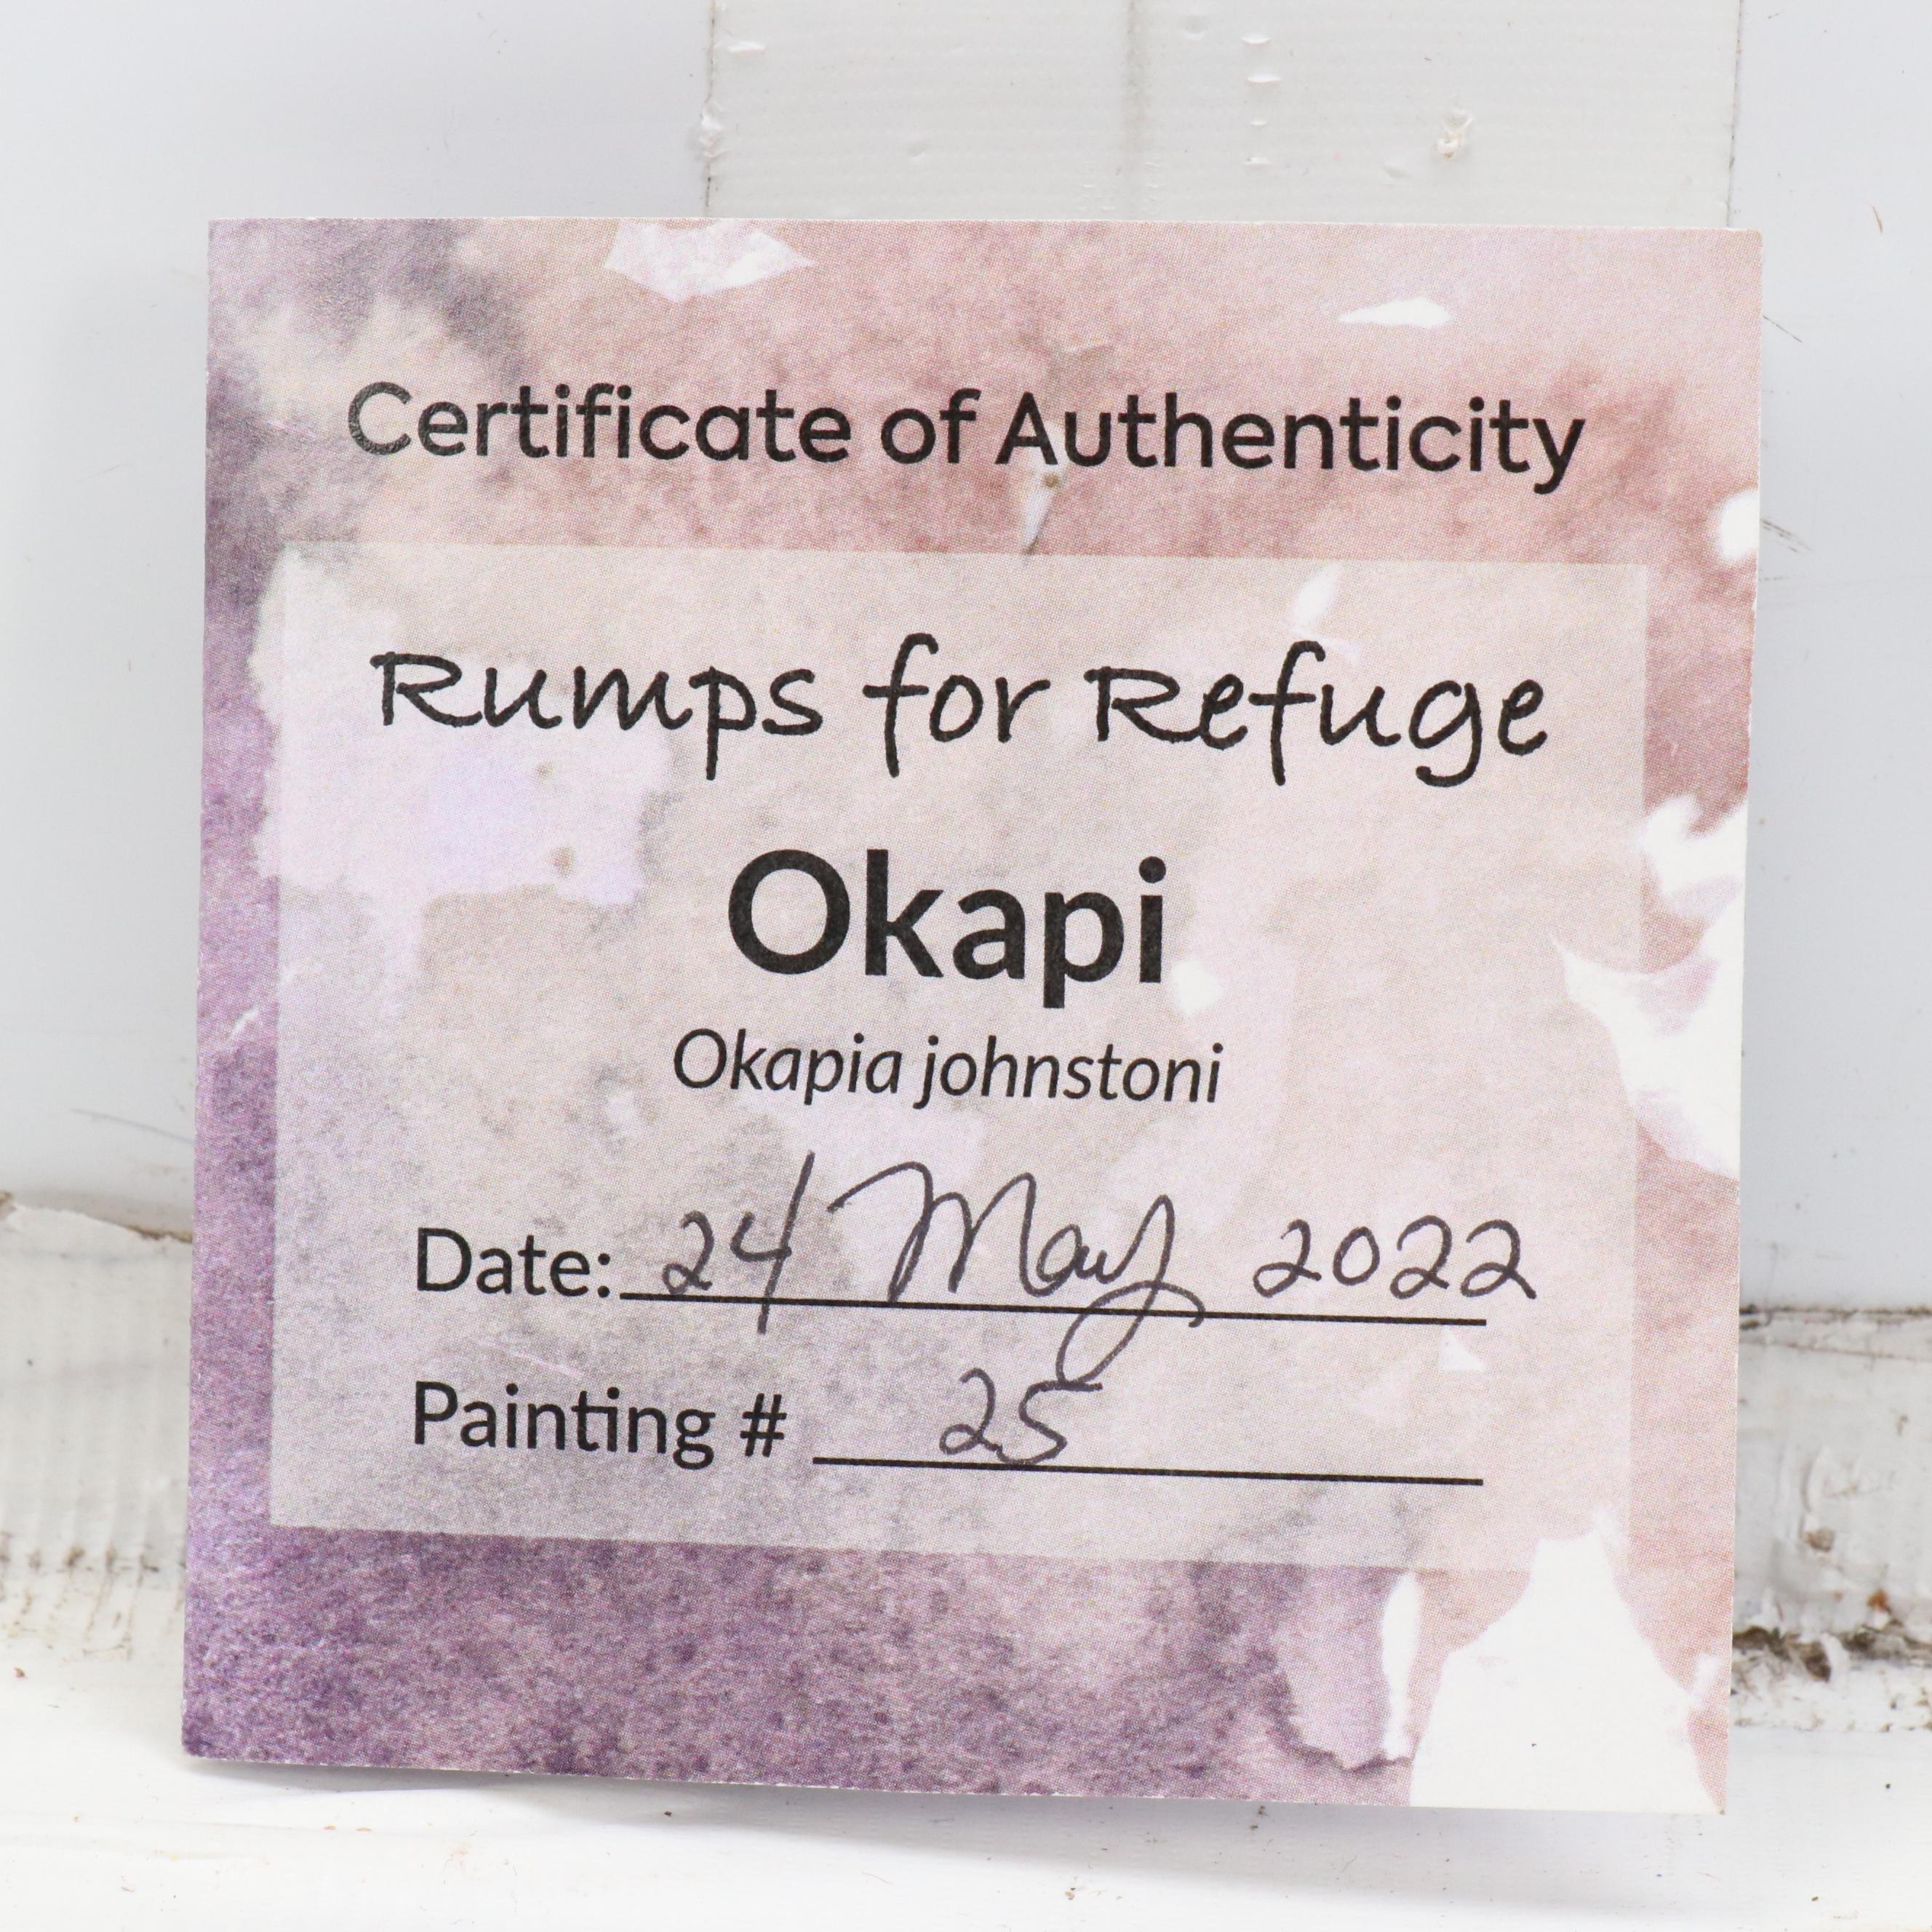 Certificate of Authenticity
Rumps for Refuge
Okapi
Okapia johnstoni
Date: 24 May 2022
Painting # 25